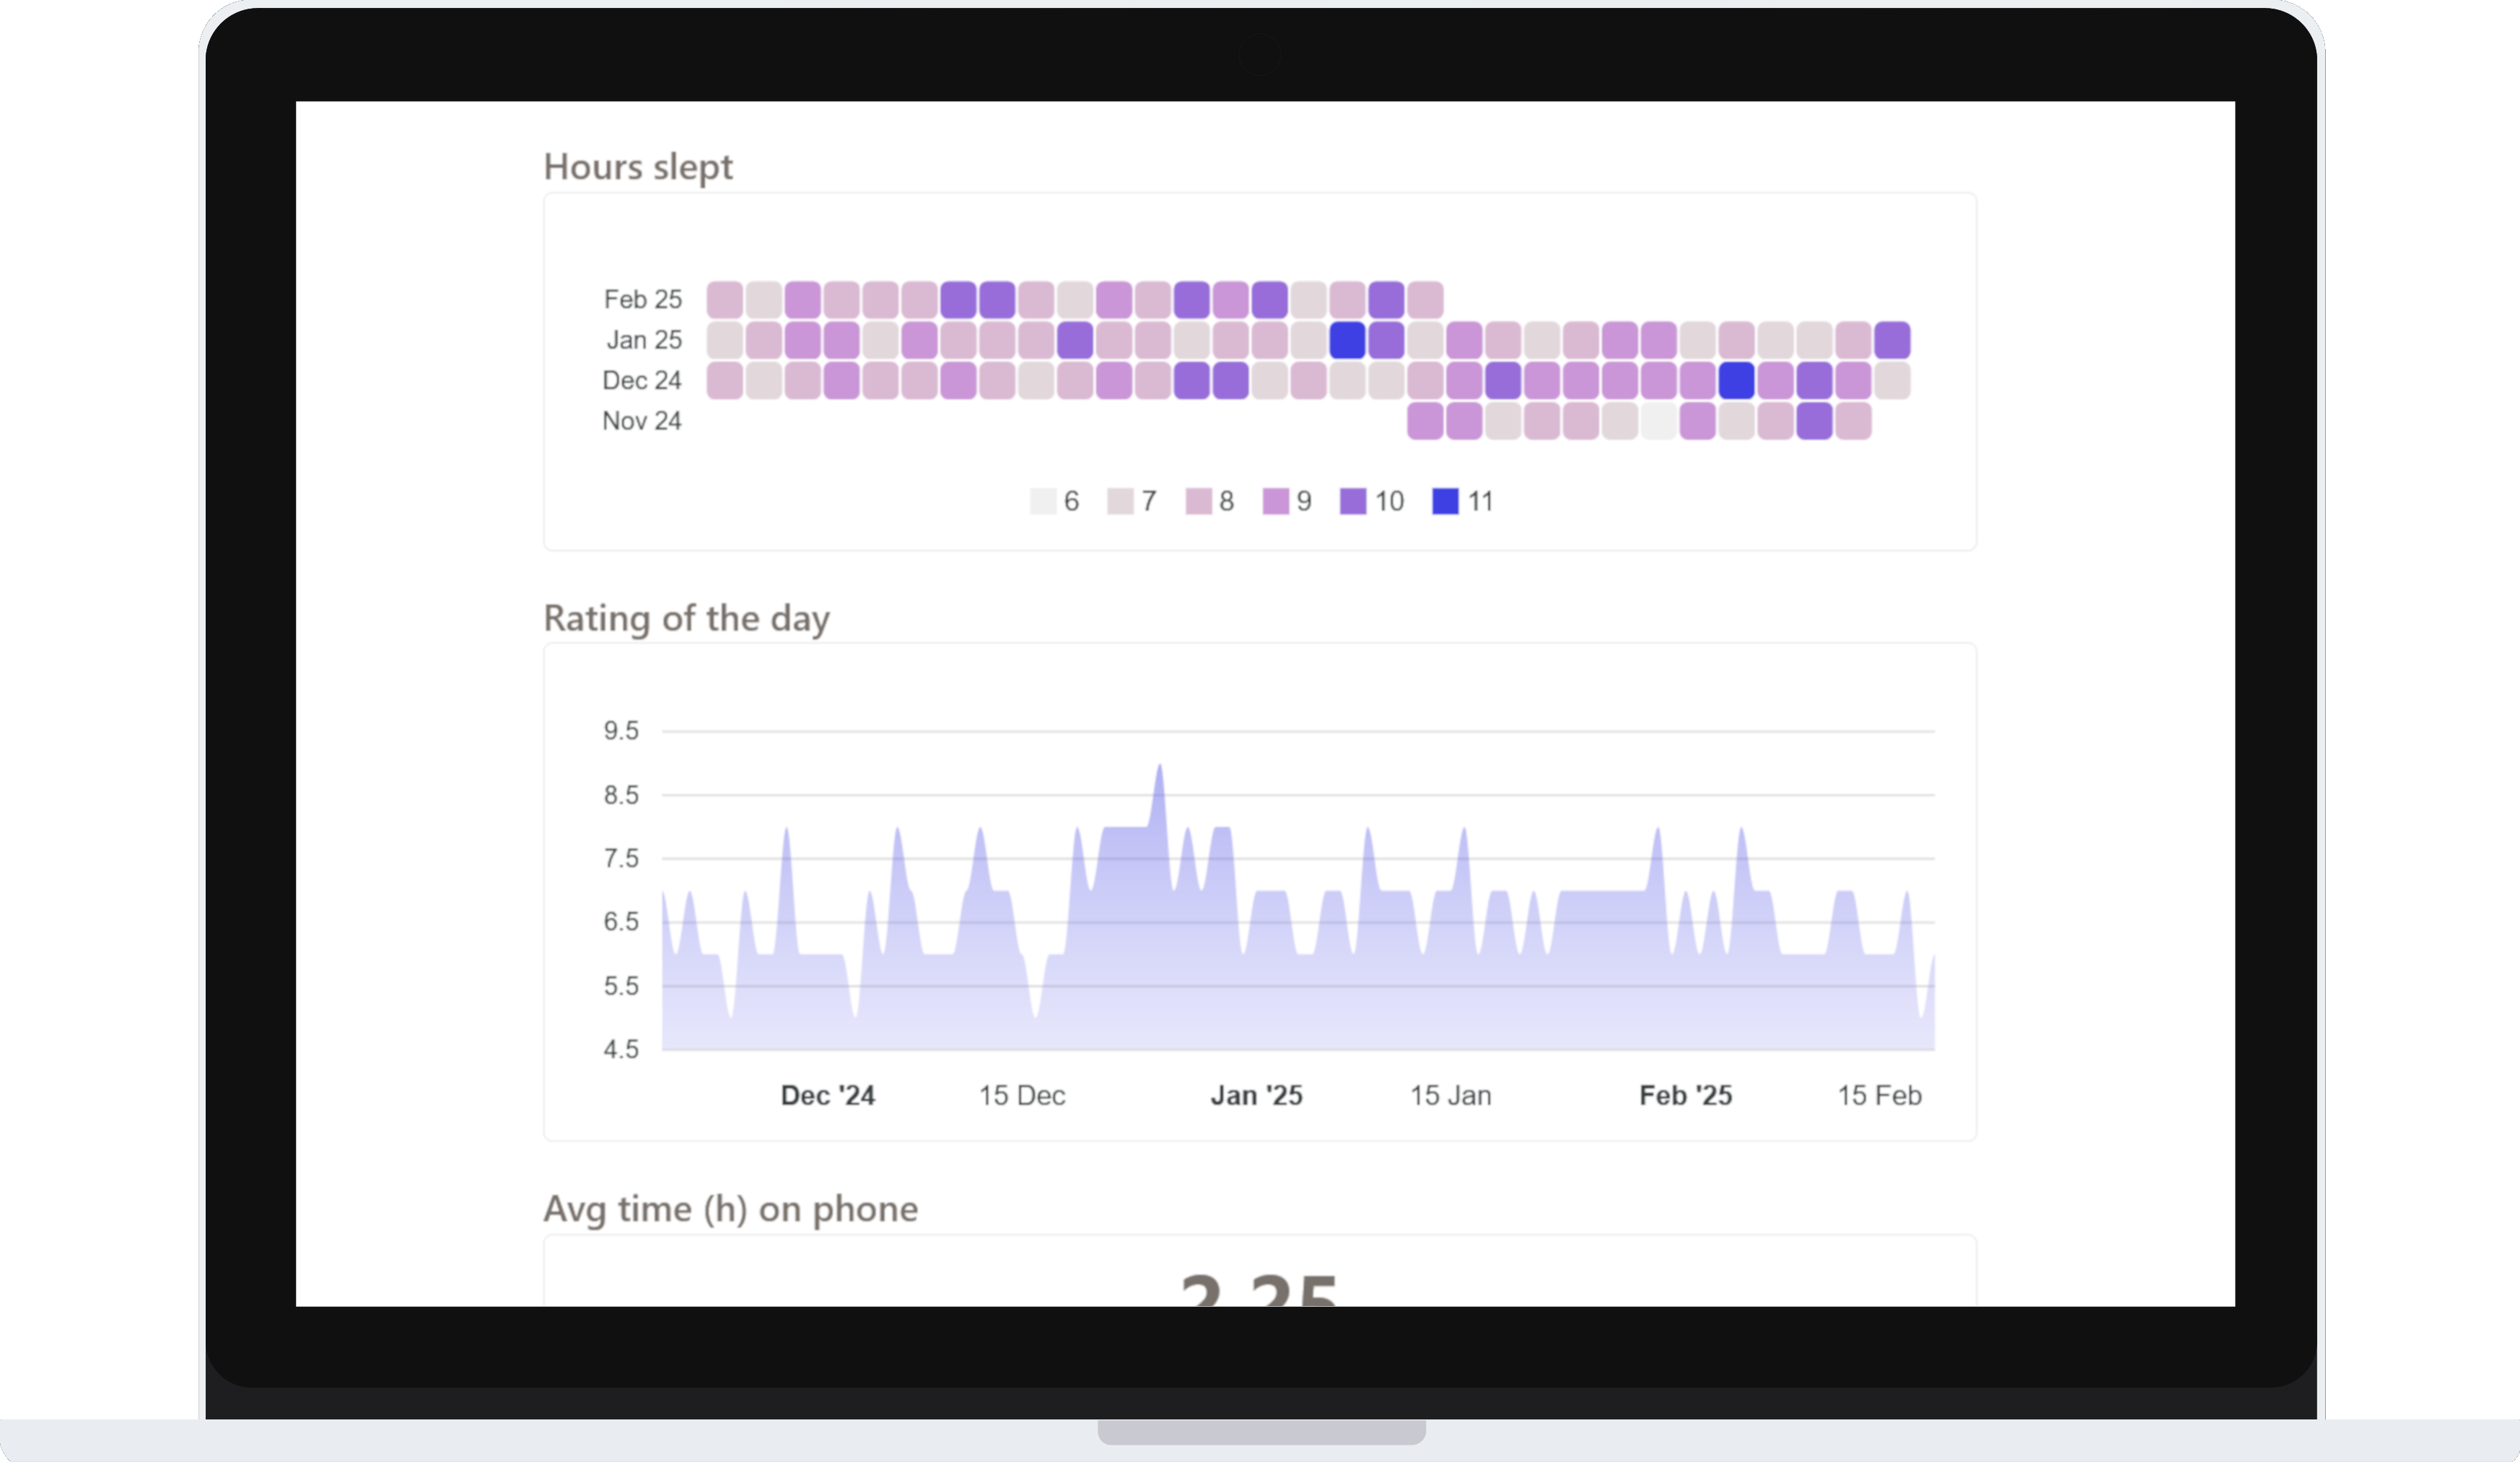 Hours slept
Feb 25
Jan 25
Dec 24
Nov 24
6 7 8 9 10 11
Rating of the day
9.5
8.5
7.5
6.5
5.5
4.5
Dec '24 15 Dec Jan '25 15 Jan Feb '25 15 Feb
Avg time (h) on phone
2.25